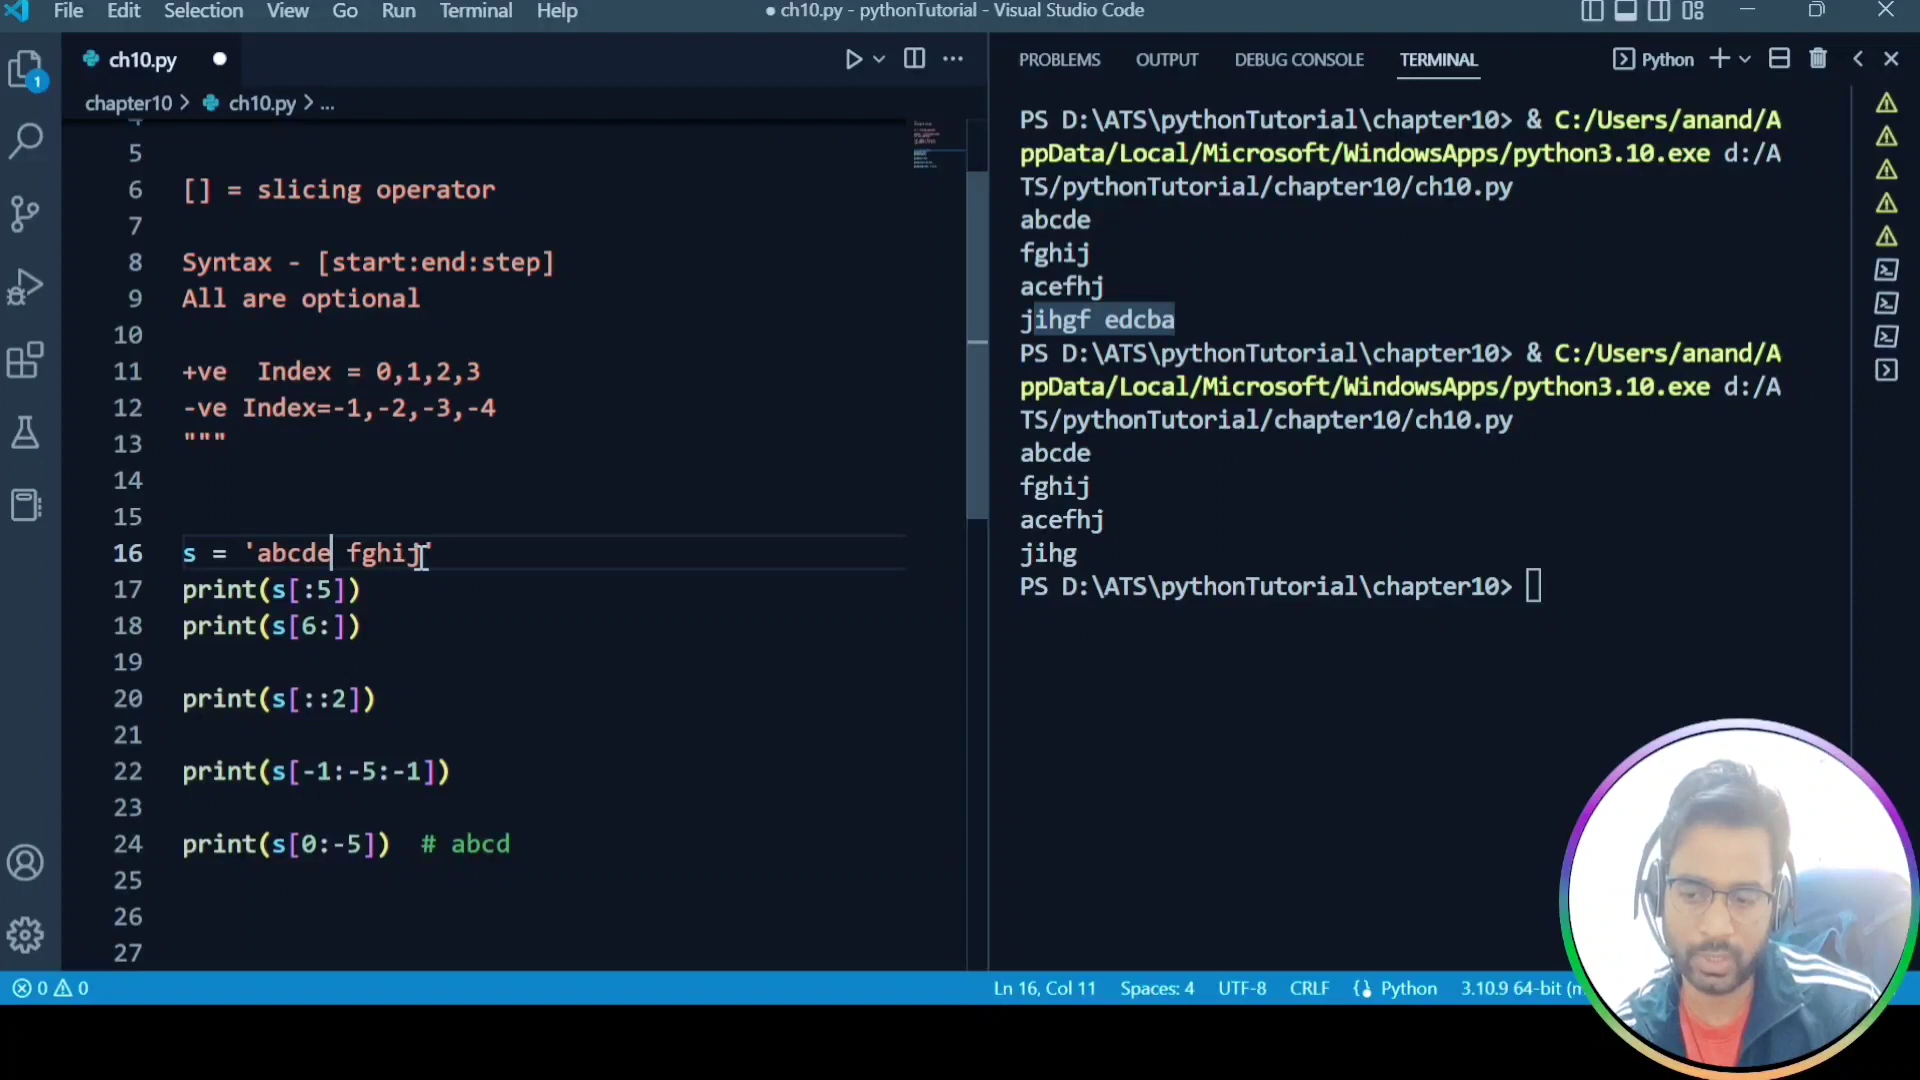 File Edit Selection View Go Run Terminal Help
● ch10.py - pythonTutorial - Visual Studio Code
ch10.py ●
chapter10 > ch10.py > ...
4
5
6 [] = slicing operator
7
8 Syntax - [start:end:step]
9 All are optional
10
11 +ve  Index = 0,1,2,3
12 -ve Index=-1,-2,-3,-4
13 """
14
15
16 s = 'abcde fghij'
17 print(s[:5])
18 print(s[6:])
19
20 print(s[::2])
21
22 print(s[-1:-5:-1])
23
24 print(s[0:-5])  # abcd
25
26
27
1
PROBLEMS OUTPUT DEBUG CONSOLE TERMINAL Python
PS D:\ATS\pythonTutorial\chapter10> & C:/Users/anand/A
ppData/Local/Microsoft/WindowsApps/python3.10.exe d:/A
TS/pythonTutorial/chapter10/ch10.py
abcde
fghij
acefhj
jihgf edcba
PS D:\ATS\pythonTutorial\chapter10> & C:/Users/anand/A
ppData/Local/Microsoft/WindowsApps/python3.10.exe d:/A
TS/pythonTutorial/chapter10/ch10.py
abcde
fghij
acefhj
jihg
PS D:\ATS\pythonTutorial\chapter10>
0 0 Ln 16, Col 11 Spaces: 4 UTF-8 CRLF Python 3.10.9 64-bit